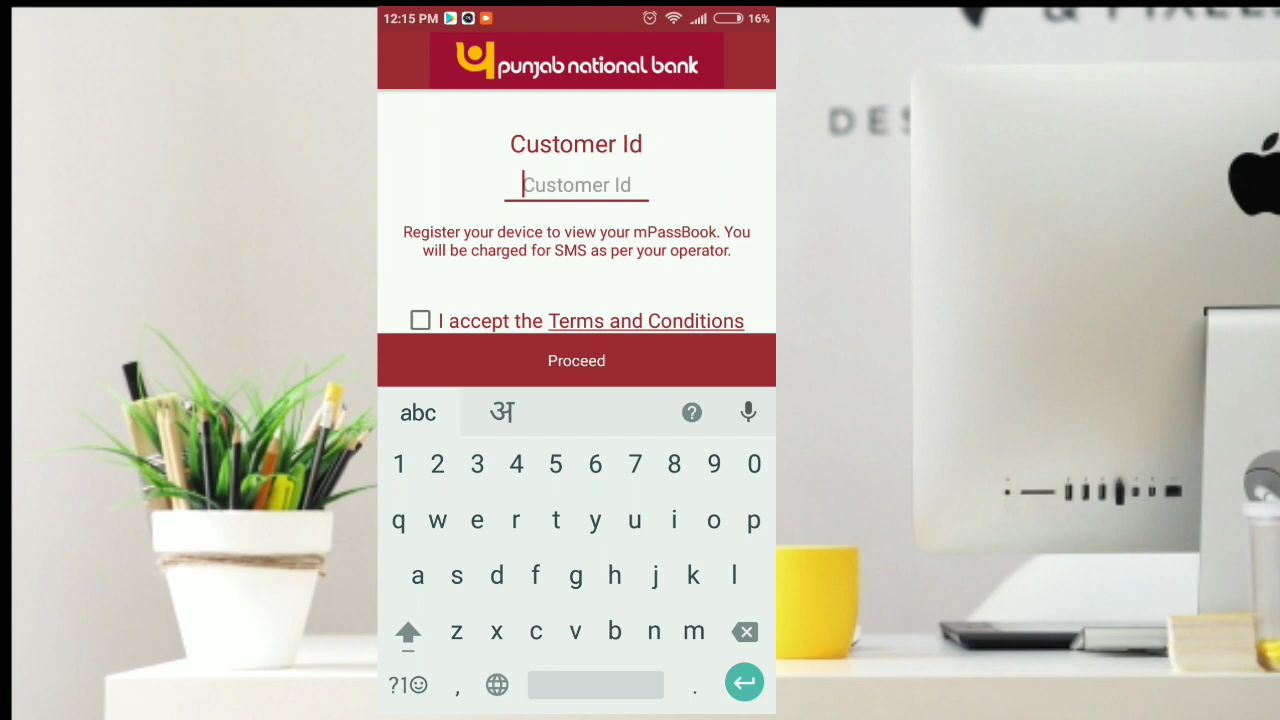 & PIXELS
12:15 PM
16%
punjab national bank
Customer Id
Customer Id
Register your device to view your mPassBook. You
will be charged for SMS as per your operator.
I accept the Terms and Conditions
Proceed
abc अ ?
1 2 3 4 5 6 7 8 9 0
q w e r t y u i o p
a s d f g h j k l
z x c v b n m
?1☺ , .